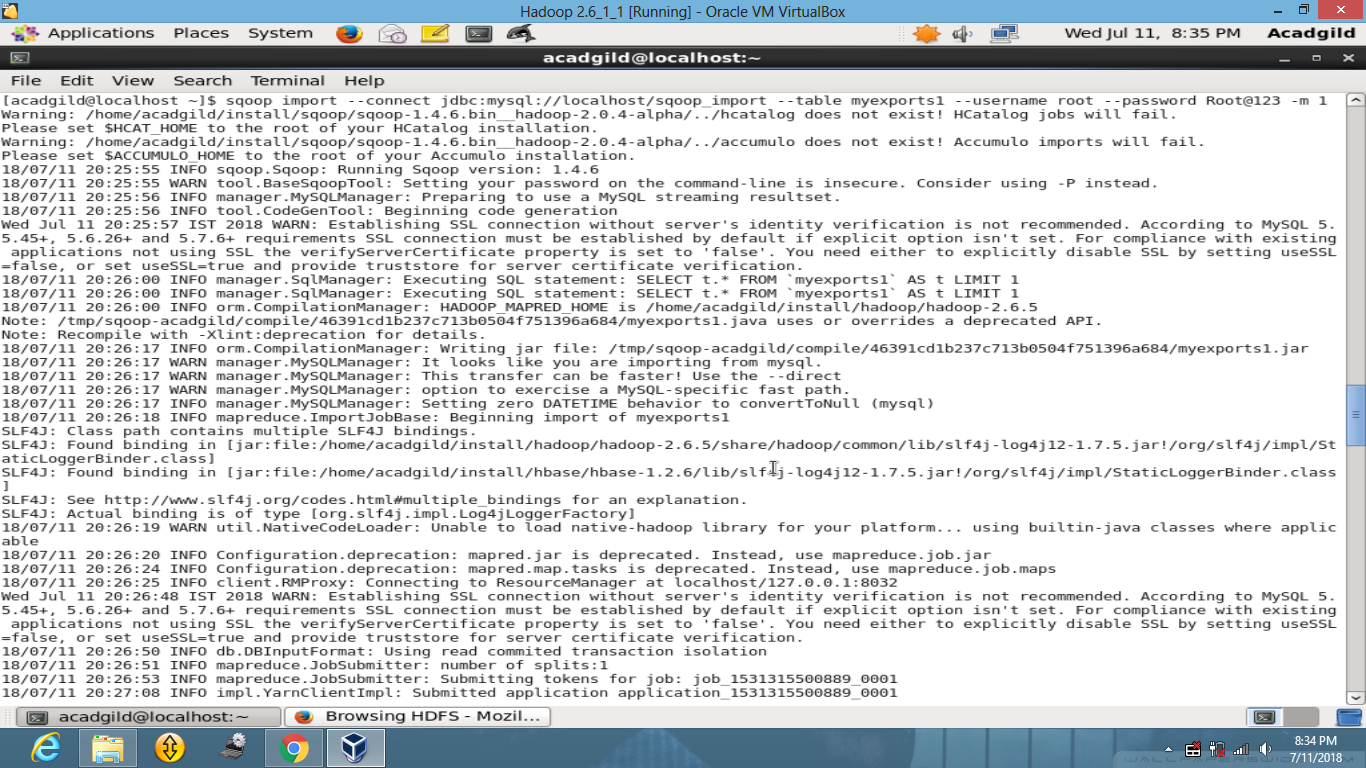 Hadoop 2.6_1_1 [Running] - Oracle VM VirtualBox
Applications Places System Wed Jul 11, 8:35 PM Acadgild
acadgild@localhost:~
File Edit View Search Terminal Help
[acadgild@localhost ~]$ sqoop import --connect jdbc:mysql://localhost/sqoop_import --table myexports1 --username root --password Root@123 -m 1
Warning: /home/acadgild/install/sqoop/sqoop-1.4.6.bin__hadoop-2.0.4-alpha/../hcatalog does not exist! HCatalog jobs will fail.
Please set $HCAT_HOME to the root of your HCatalog installation.
Warning: /home/acadgild/install/sqoop/sqoop-1.4.6.bin__hadoop-2.0.4-alpha/../accumulo does not exist! Accumulo imports will fail.
Please set $ACCUMULO_HOME to the root of your Accumulo installation.
18/07/11 20:25:55 INFO sqoop.Sqoop: Running Sqoop version: 1.4.6
18/07/11 20:25:55 WARN tool.BaseSqoopTool: Setting your password on the command-line is insecure. Consider using -P instead.
18/07/11 20:25:56 INFO manager.MySQLManager: Preparing to use a MySQL streaming resultset.
18/07/11 20:25:56 INFO tool.CodeGenTool: Beginning code generation
Wed Jul 11 20:25:57 IST 2018 WARN: Establishing SSL connection without server's identity verification is not recommended. According to MySQL 5.
5.45+, 5.6.26+ and 5.7.6+ requirements SSL connection must be established by default if explicit option isn't set. For compliance with existing
 applications not using SSL the verifyServerCertificate property is set to 'false'. You need either to explicitly disable SSL by setting useSSL
=false, or set useSSL=true and provide truststore for server certificate verification.
18/07/11 20:26:00 INFO manager.SqlManager: Executing SQL statement: SELECT t.* FROM `myexports1` AS t LIMIT 1
18/07/11 20:26:00 INFO manager.SqlManager: Executing SQL statement: SELECT t.* FROM `myexports1` AS t LIMIT 1
18/07/11 20:26:00 INFO orm.CompilationManager: HADOOP_MAPRED_HOME is /home/acadgild/install/hadoop/hadoop-2.6.5
Note: /tmp/sqoop-acadgild/compile/46391cd1b237c713b0504f751396a684/myexports1.java uses or overrides a deprecated API.
Note: Recompile with -Xlint:deprecation for details.
18/07/11 20:26:17 INFO orm.CompilationManager: Writing jar file: /tmp/sqoop-acadgild/compile/46391cd1b237c713b0504f751396a684/myexports1.jar
18/07/11 20:26:17 WARN manager.MySQLManager: It looks like you are importing from mysql.
18/07/11 20:26:17 WARN manager.MySQLManager: This transfer can be faster! Use the --direct
18/07/11 20:26:17 WARN manager.MySQLManager: option to exercise a MySQL-specific fast path.
18/07/11 20:26:17 INFO manager.MySQLManager: Setting zero DATETIME behavior to convertToNull (mysql)
18/07/11 20:26:18 INFO mapreduce.ImportJobBase: Beginning import of myexports1
SLF4J: Class path contains multiple SLF4J bindings.
SLF4J: Found binding in [jar:file:/home/acadgild/install/hadoop/hadoop-2.6.5/share/hadoop/common/lib/slf4j-log4j12-1.7.5.jar!/org/slf4j/impl/St
aticLoggerBinder.class]
SLF4J: Found binding in [jar:file:/home/acadgild/install/hbase/hbase-1.2.6/lib/slf4j-log4j12-1.7.5.jar!/org/slf4j/impl/StaticLoggerBinder.class
]
SLF4J: See http://www.slf4j.org/codes.html#multiple_bindings for an explanation.
SLF4J: Actual binding is of type [org.slf4j.impl.Log4jLoggerFactory]
18/07/11 20:26:19 WARN util.NativeCodeLoader: Unable to load native-hadoop library for your platform... using builtin-java classes where applic
able
18/07/11 20:26:20 INFO Configuration.deprecation: mapred.jar is deprecated. Instead, use mapreduce.job.jar
18/07/11 20:26:24 INFO Configuration.deprecation: mapred.map.tasks is deprecated. Instead, use mapreduce.job.maps
18/07/11 20:26:25 INFO client.RMProxy: Connecting to ResourceManager at localhost/127.0.0.1:8032
Wed Jul 11 20:26:48 IST 2018 WARN: Establishing SSL connection without server's identity verification is not recommended. According to MySQL 5.
5.45+, 5.6.26+ and 5.7.6+ requirements SSL connection must be established by default if explicit option isn't set. For compliance with existing
 applications not using SSL the verifyServerCertificate property is set to 'false'. You need either to explicitly disable SSL by setting useSSL
=false, or set useSSL=true and provide truststore for server certificate verification.
18/07/11 20:26:50 INFO db.DBInputFormat: Using read commited transaction isolation
18/07/11 20:26:51 INFO mapreduce.JobSubmitter: number of splits:1
18/07/11 20:26:53 INFO mapreduce.JobSubmitter: Submitting tokens for job: job_1531315500889_0001
18/07/11 20:27:08 INFO impl.YarnClientImpl: Submitted application application_1531315500889_0001
acadgild@localhost:~ Browsing HDFS - Mozil...
8:34 PM
7/11/2018